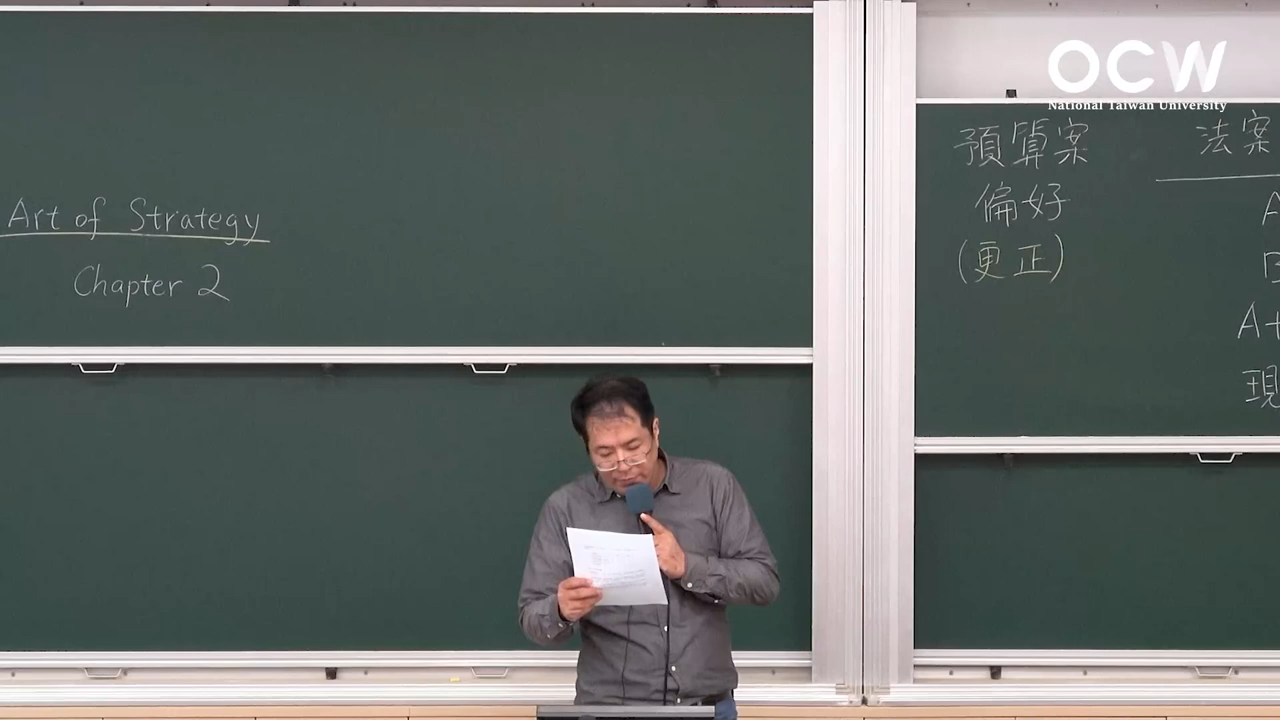 Art of Strategy
Chapter 2
OCW
National Taiwan University
預算案
偏好
(更正)
法案
A
B
A+
現